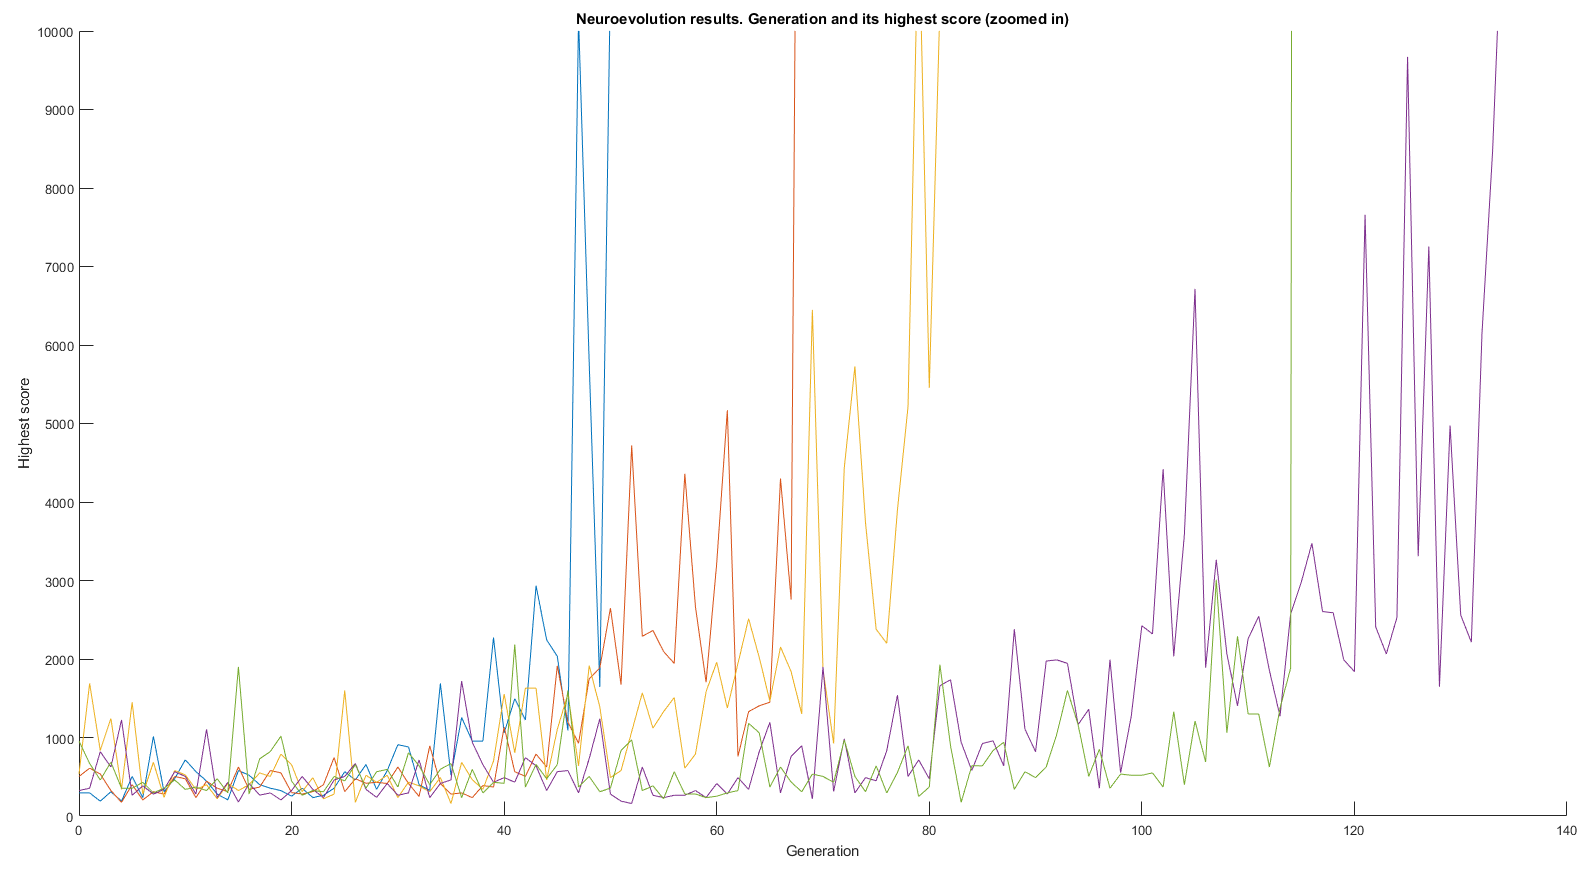 Neuroevolution results. Generation and its highest score (zoomed in)
10000
9000
8000
7000
6000
5000
4000
3000
2000
1000
0
Highest score
0 20 40 60 80 100 120 140
Generation